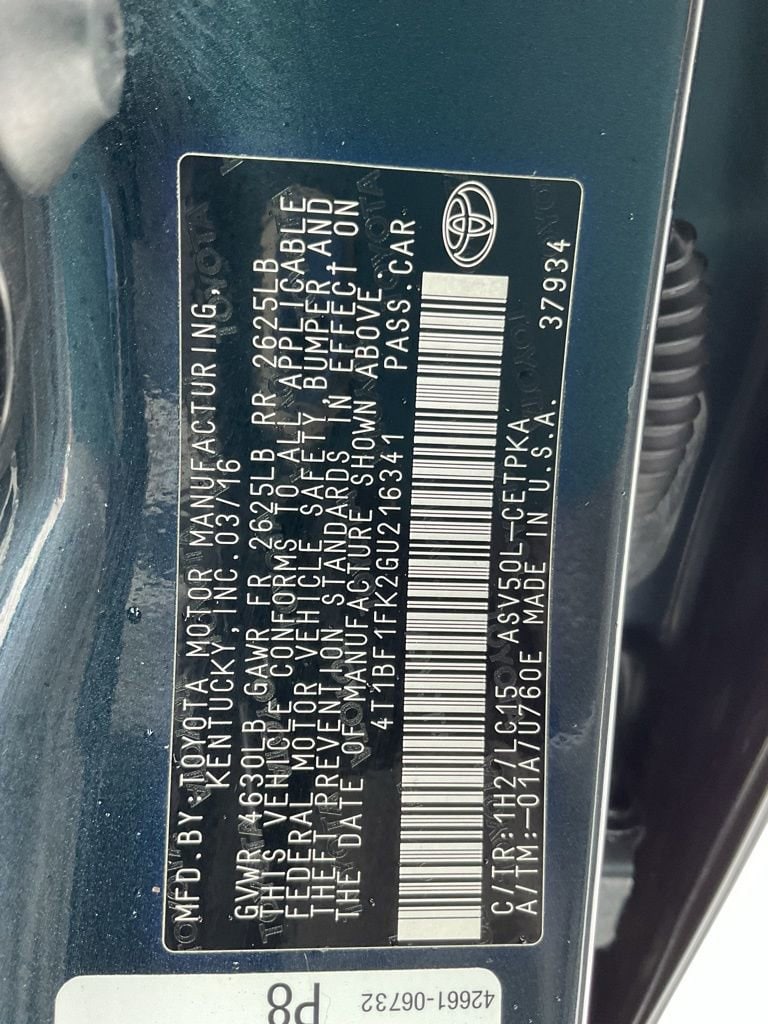 MFD.BY:TOYOTA MOTOR MANUFACTURING,
KENTUCKY,INC.03/16
GVWR 4630LB GAWR FR 2625LB RR 2625LB
THIS VEHICLE CONFORMS TO ALL APPLICABLE
FEDERAL MOTOR VEHICLE SAFETY,BUMPER,AND
THEFT PREVENTION STANDARDS IN EFFECT ON
THE DATE OF MANUFACTURE SHOWN ABOVE.
4T1BF1FK2GU216341 PASS.CAR
C/TR:1H2/LC15 ASV50L-CETPKA
A/TM:-01A/U760E MADE IN U.S.A. 37934
42661-06732
P8